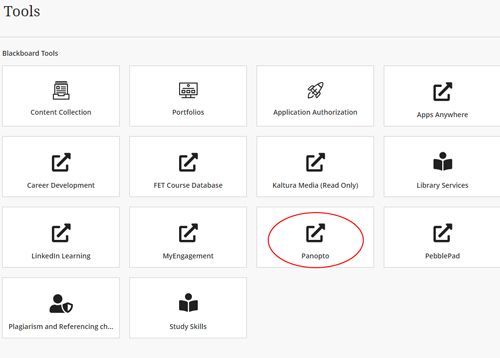 Tools
Blackboard Tools
Content Collection
Portfolios
Application Authorization
Apps Anywhere
Career Development
FET Course Database
Kaltura Media (Read Only)
Library Services
LinkedIn Learning
MyEngagement
Panopto
PebblePad
Plagiarism and Referencing ch...
Study Skills